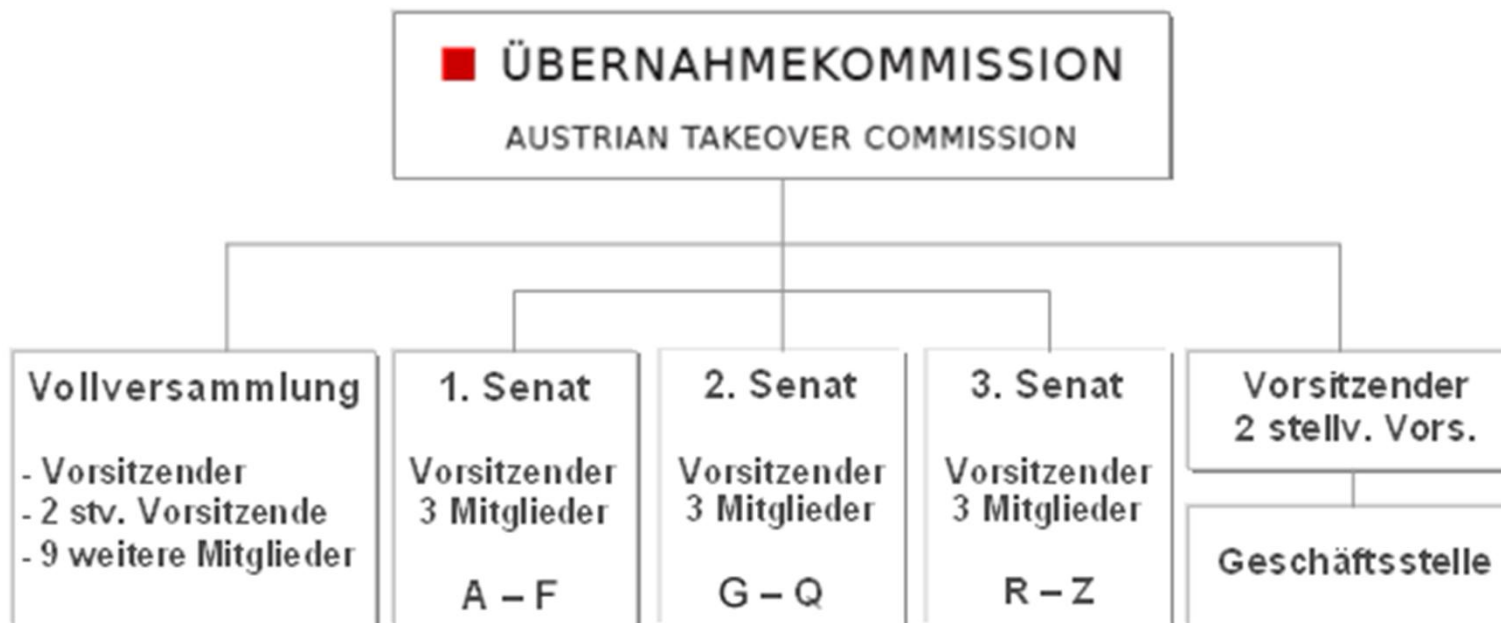 ÜBERNAHMEKOMMISSION
AUSTRIAN TAKEOVER COMMISSION
Vollversammlung
- Vorsitzender
- 2 stv. Vorsitzende
- 9 weitere Mitglieder
1. Senat
Vorsitzender
3 Mitglieder
A – F
2. Senat
Vorsitzender
3 Mitglieder
G – Q
3. Senat
Vorsitzender
3 Mitglieder
R – Z
Vorsitzender
2 stellv. Vors.
Geschäftsstelle